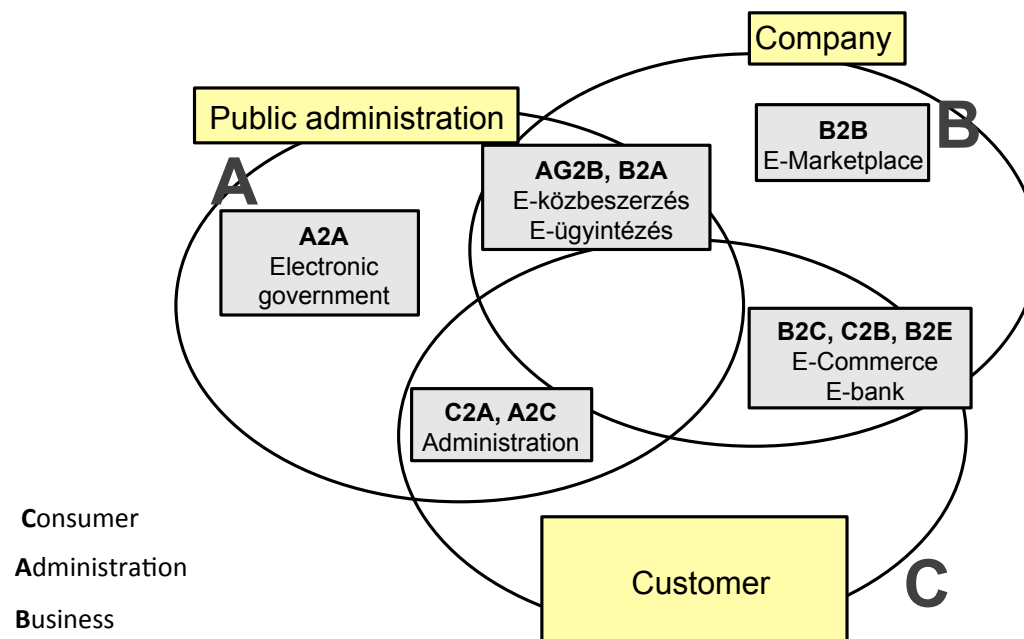 Company
Public administration
B
A
B2B
E-Marketplace
AG2B, B2A
E-közbeszerzés
E-ügyintézés
A2A
Electronic
government
B2C, C2B, B2E
E-Commerce
E-bank
C2A, A2C
Administration
Consumer
Administration
Business
Customer
C